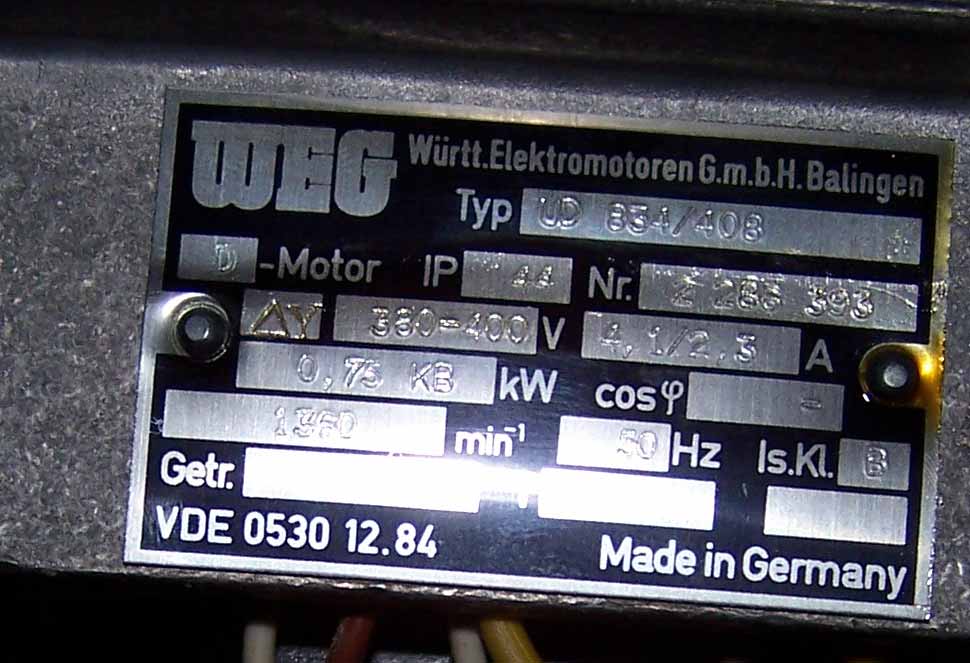 WEG Württ.Elektromotoren G.m.b.H. Balingen
Typ UD 834/408
D -Motor IP 44 Nr. 2 283 393
ΔY 380-400 V 4,1/2,3 A
0,75 KB kW cosφ -
1360 min⁻¹ 50 Hz Is.Kl. B
Getr.
VDE 0530 12.84
Made in Germany